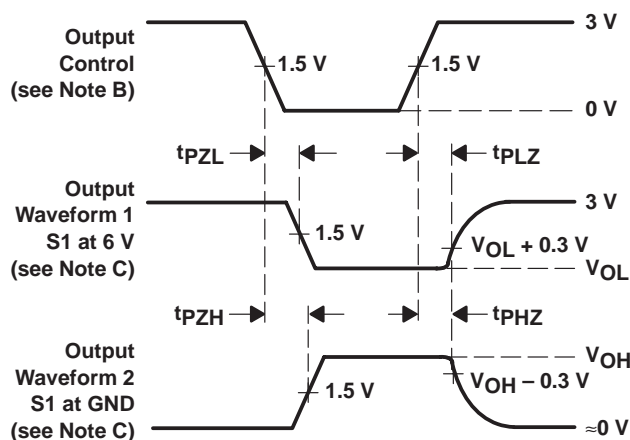 Output
Control
(see Note B)
1.5 V
1.5 V
3 V
0 V
tPZL
tPLZ
Output
Waveform 1
S1 at 6 V
(see Note C)
1.5 V
3 V
VOL + 0.3 V
VOL
tPZH
tPHZ
Output
Waveform 2
S1 at GND
(see Note C)
1.5 V
VOH
VOH − 0.3 V
≈0 V